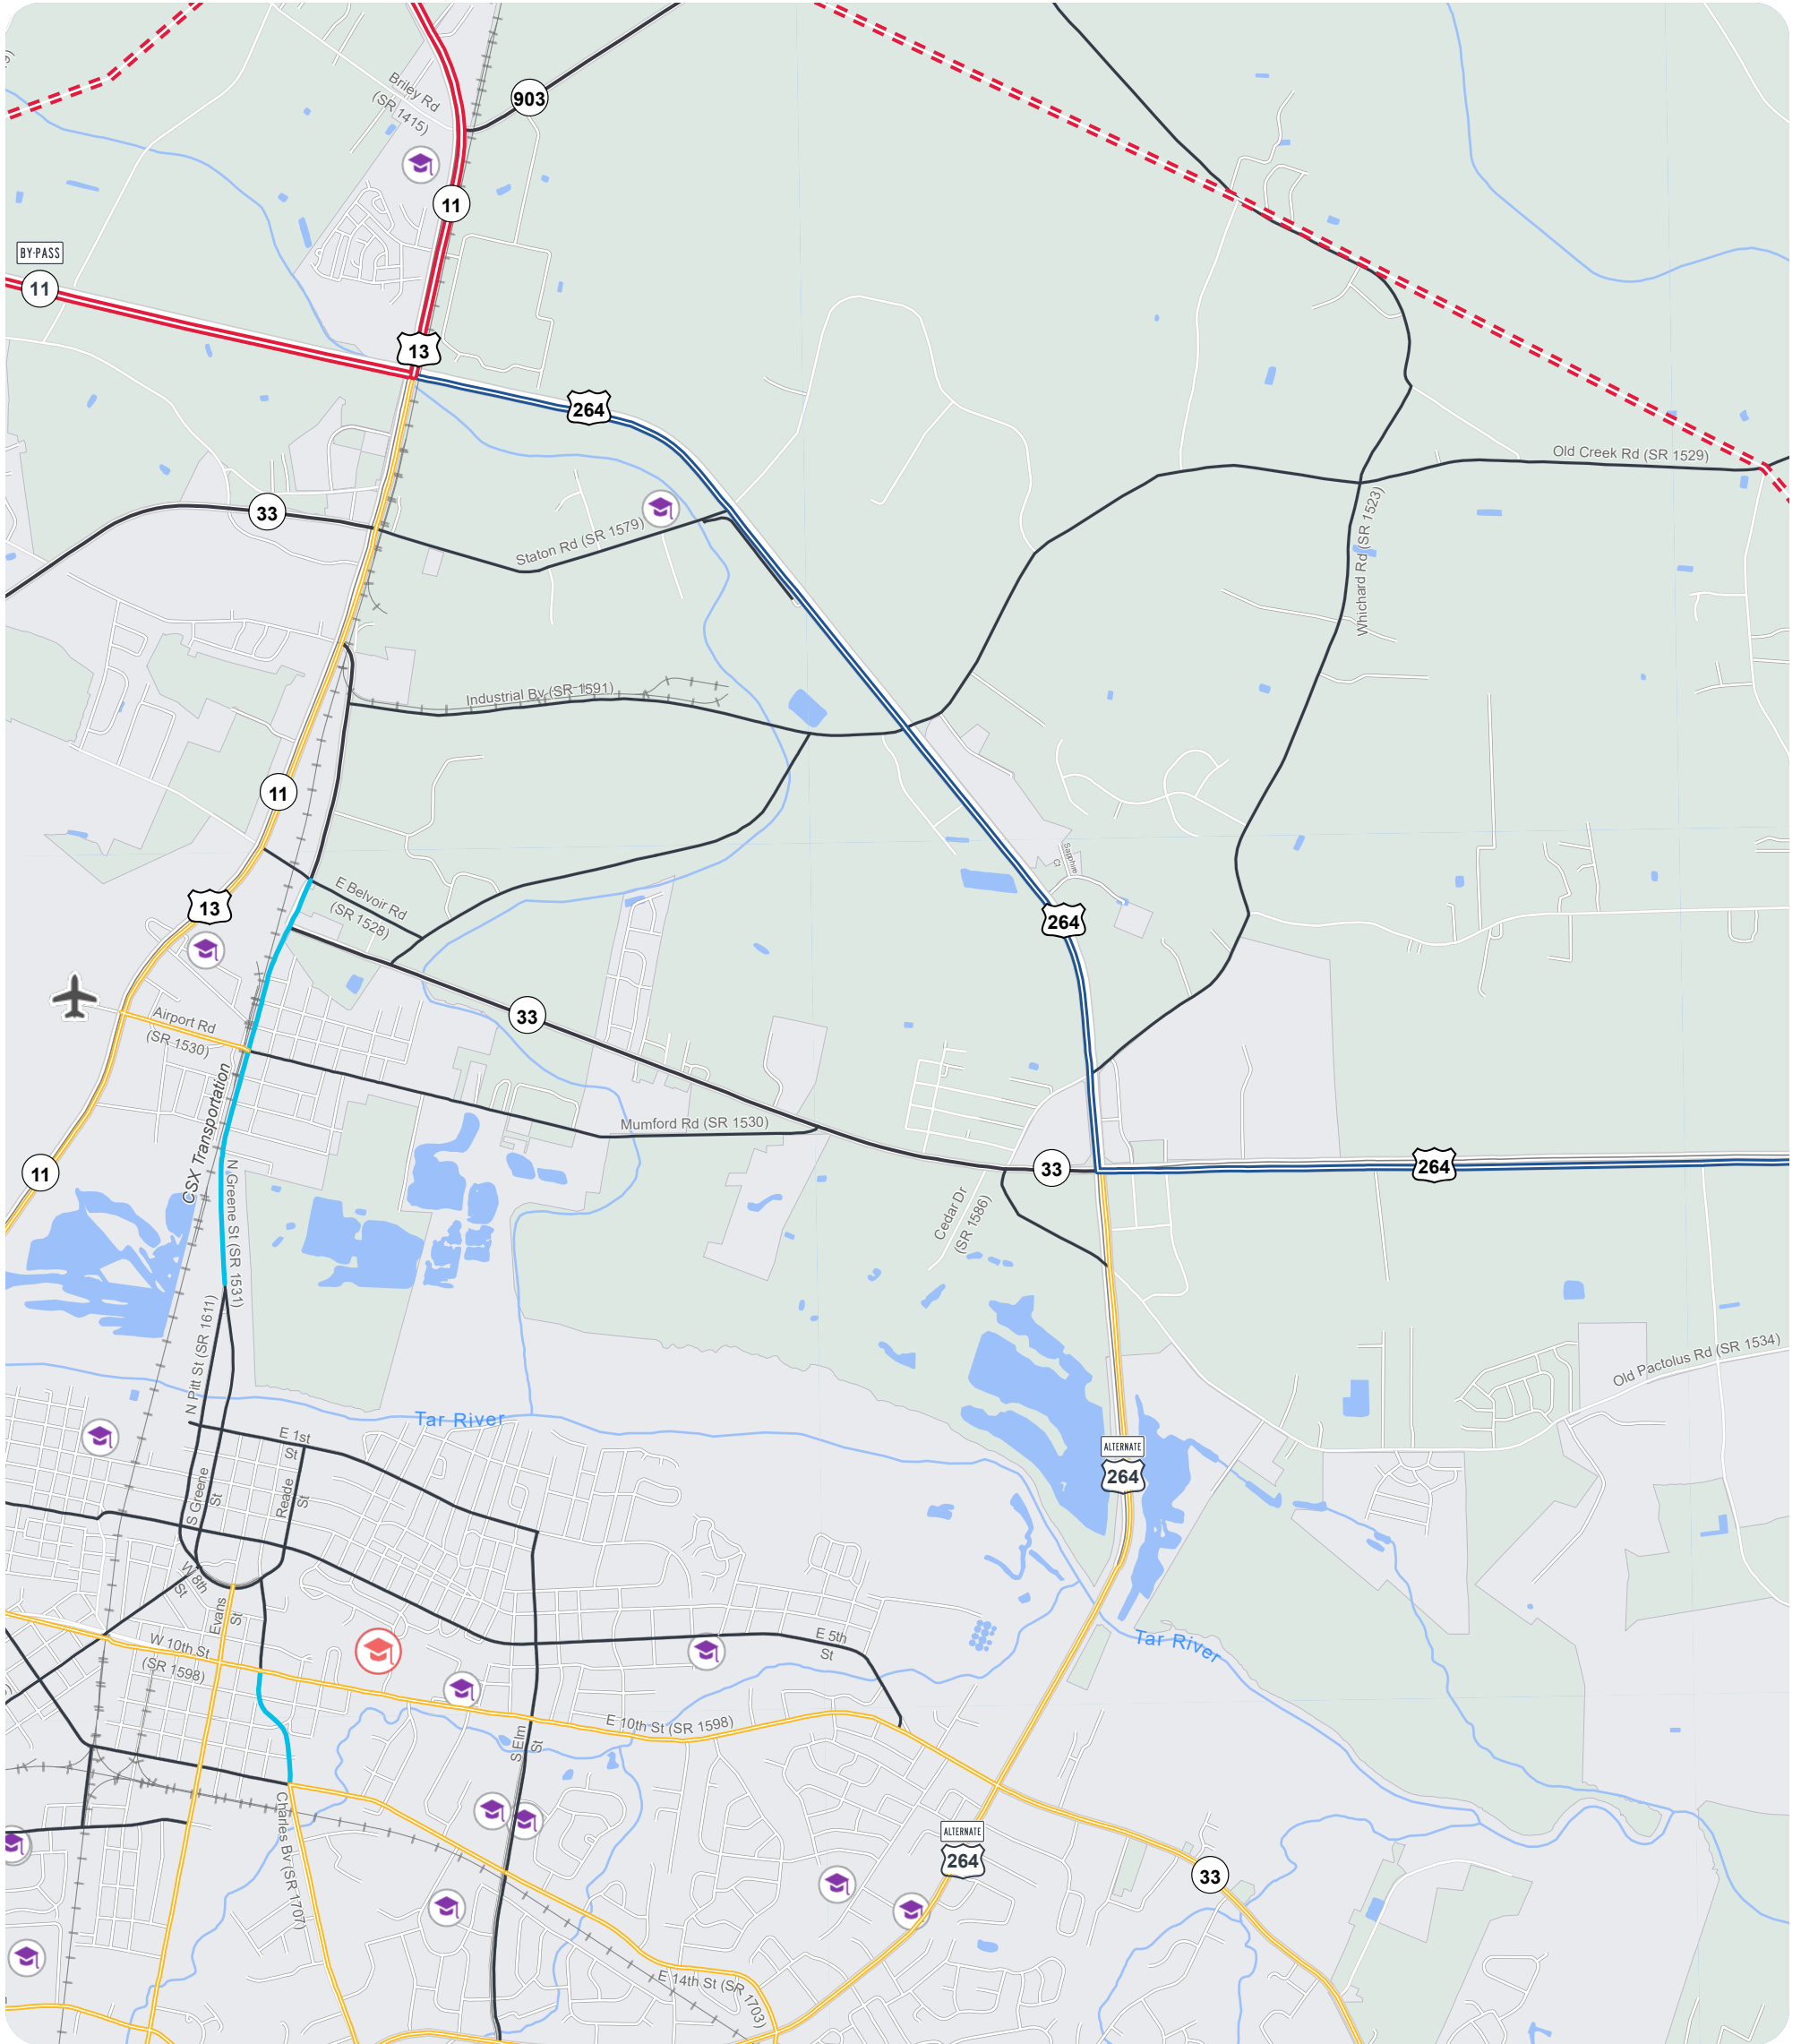 Briley Rd
(SR 1415)
903
11
BY-PASS
11
13
264
Old Creek Rd (SR 1529)
33
Staton Rd (SR 1579)
Whichard Rd (SR 1523)
Industrial Bv (SR 1591)
11
Sapphire
Ct
E Belvoir Rd
(SR 1528)
13
264
Airport Rd
(SR 1530)
33
CSX Transportation
Mumford Rd (SR 1530)
11
N Greene St (SR 1531)
33
264
Cedar Dr
(SR 1586)
N Pitt St (SR 1611)
Old Pactolus Rd (SR 1534)
Tar River
E 1st
St
ALTERNATE
264
S Greene
St
Reade
St
W 8th
St
Evans
St
W 10th St
(SR 1598)
E 5th
St
Tar River
E 10th St (SR 1598)
S Elm
St
Charles Bv (SR 1707)
ALTERNATE
264
33
E 14th St (SR 1703)